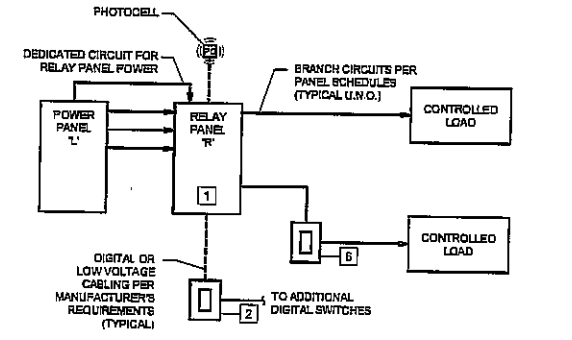 PHOTOCELL
DEDICATED CIRCUIT FOR
RELAY PANEL POWER
BRANCH CIRCUITS PER
PANEL SCHEDULES
(TYPICAL U.N.O.)
POWER
PANEL
'L'
RELAY
PANEL
'R'
1
CONTROLLED
LOAD
6
CONTROLLED
LOAD
DIGITAL OR
LOW VOLTAGE
CABLING PER
MANUFACTURER'S
REQUIREMENTS
(TYPICAL)
2
TO ADDITIONAL
DIGITAL SWITCHES